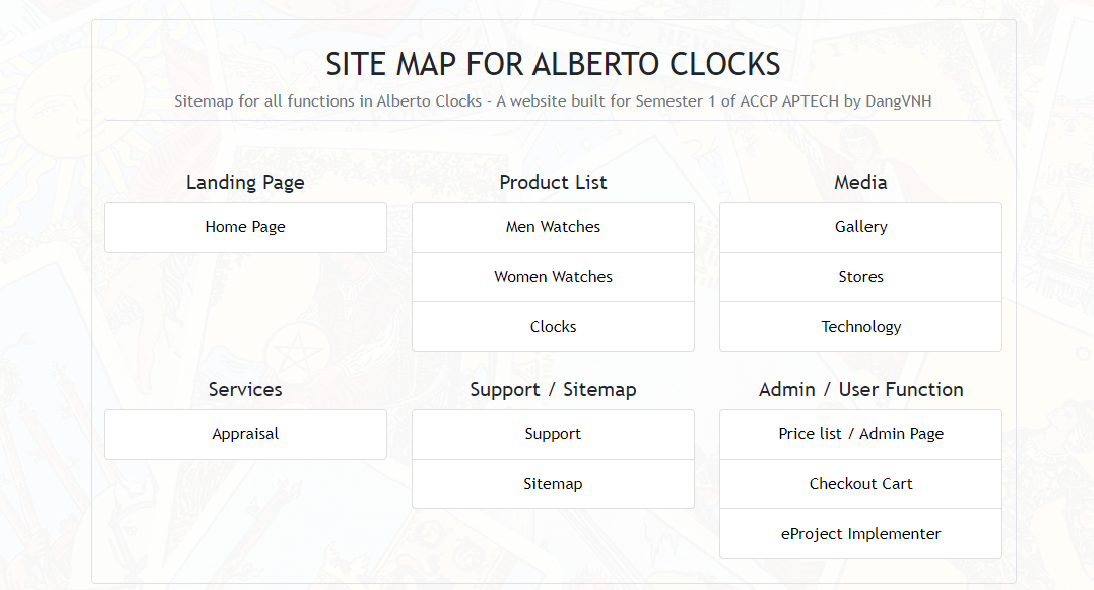 SITE MAP FOR ALBERTO CLOCKS
Sitemap for all functions in Alberto Clocks - A website built for Semester 1 of ACCP APTECH by DangVNH
Landing Page
Home Page
Product List
Men Watches
Women Watches
Clocks
Media
Gallery
Stores
Technology
Services
Appraisal
Support / Sitemap
Support
Sitemap
Admin / User Function
Price list / Admin Page
Checkout Cart
eProject Implementer